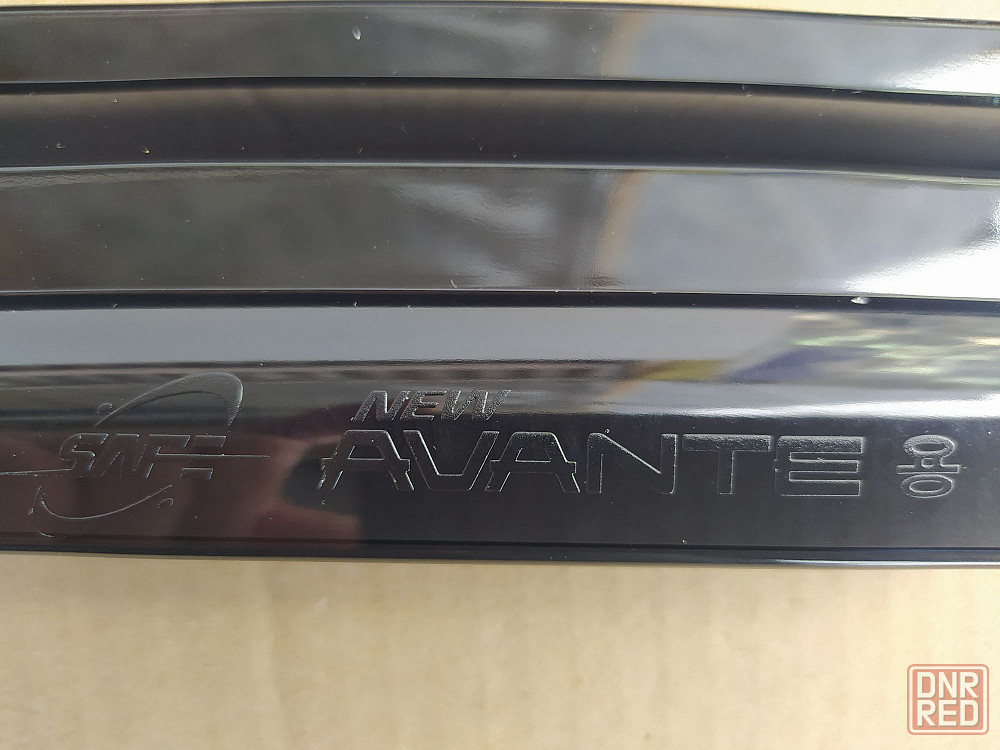 SAFE
NEW
AVANTE 용
DNR
RED